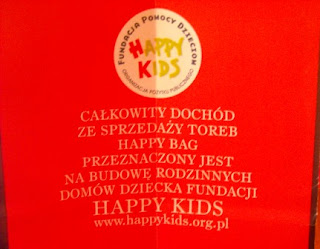 FUNDACJA POMOCY DZIECIOM
HAPPY
KIDS
ORGANIZACJA POŻYTKU PUBLICZNEGO
CAŁKOWITY DOCHÓD
ZE SPRZEDAŻY TOREB
HAPPY BAG
PRZEZNACZONY JEST
NA BUDOWĘ RODZINNYCH
DOMÓW DZIECKA FUNDACJI
HAPPY KIDS
www.happykids.org.pl